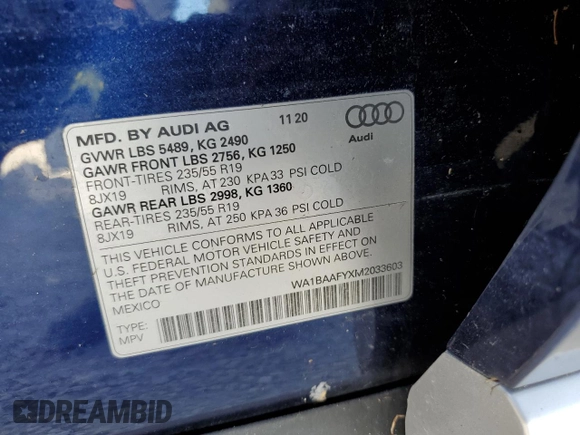 MFD. BY AUDI AG 11 20
Audi
GVWR LBS 5489, KG 2490
GAWR FRONT LBS 2756, KG 1250
FRONT-TIRES 235/55 R19
8JX19 RIMS, AT 230 KPA 33 PSI COLD
GAWR REAR LBS 2998, KG 1360
REAR-TIRES 235/55 R19
8JX19 RIMS, AT 250 KPA 36 PSI COLD
THIS VEHICLE CONFORMS TO ALL APPLICABLE
U.S. FEDERAL MOTOR VEHICLE SAFETY AND
THEFT PREVENTION STANDARDS IN EFFECT ON
THE DATE OF MANUFACTURE SHOWN ABOVE.
MEXICO
WA1BAAFYXM2033603
TYPE:
MPV
DREAMBID